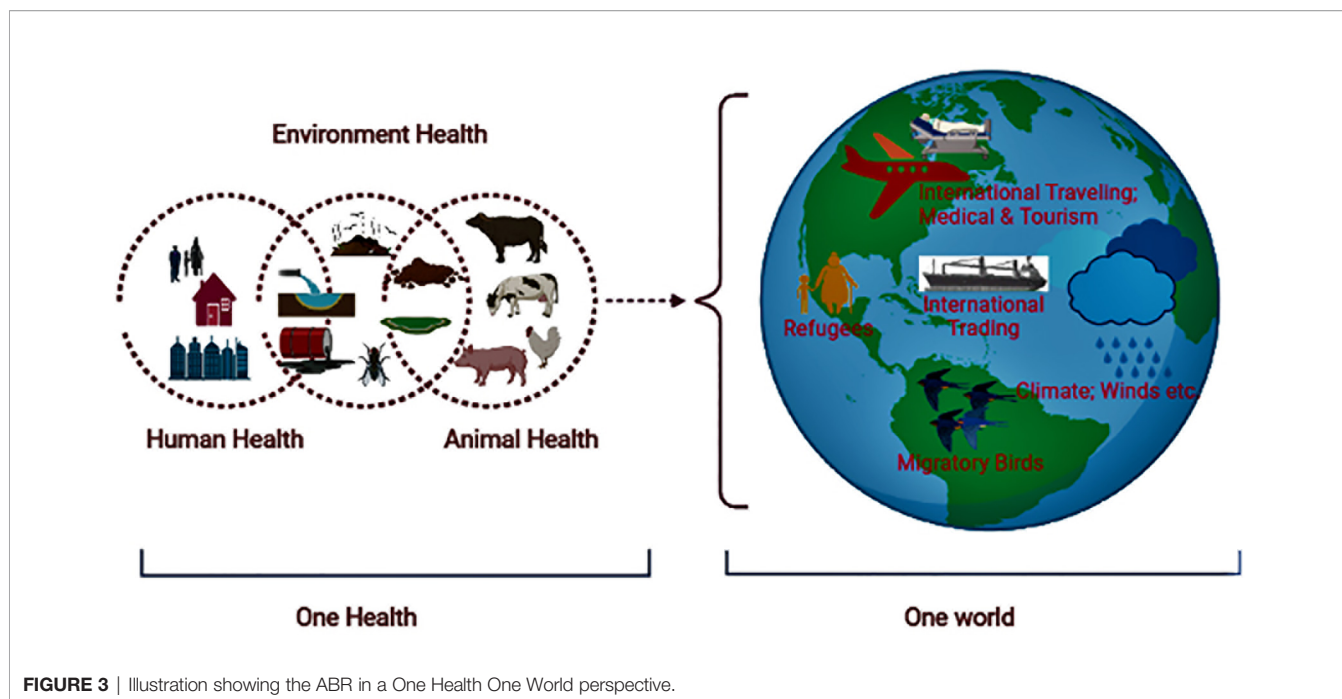 Environment Health
Human Health
Animal Health
One Health
International Traveling;
Medical & Tourism
Refugees
International
Trading
Climate; Winds etc.
Migratory Birds
One world
FIGURE 3 | Illustration showing the ABR in a One Health One World perspective.